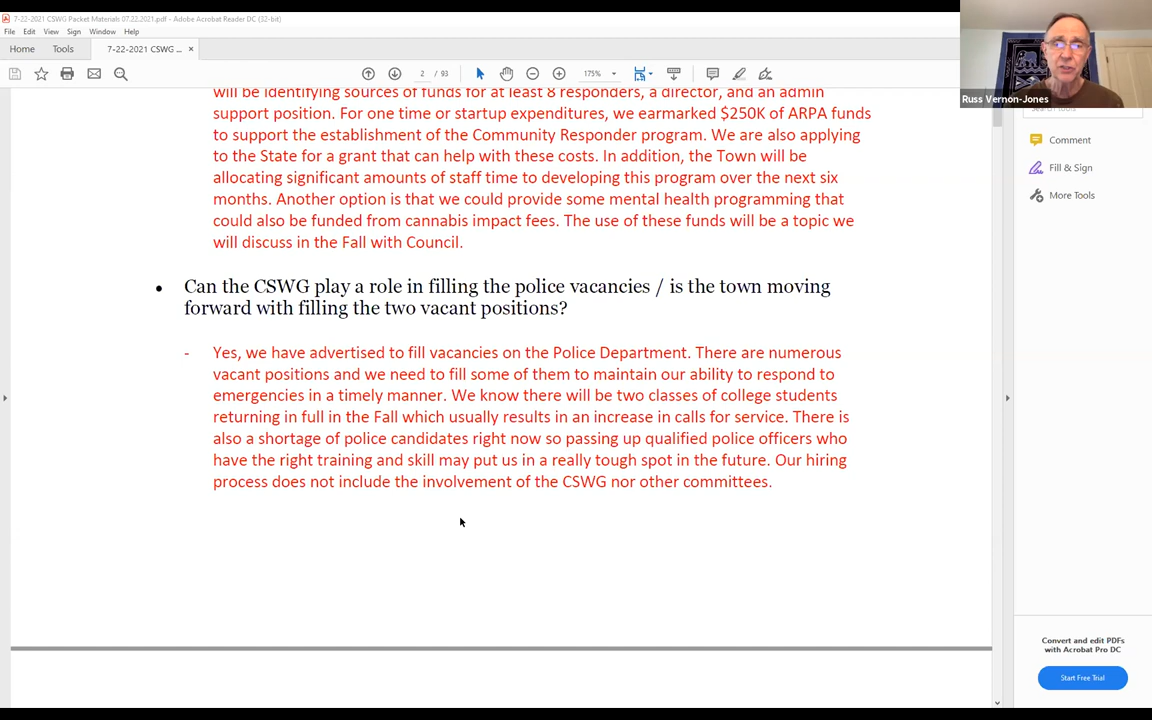 7-22-2021 CSWG Packet Materials 07.22.2021.pdf - Adobe Acrobat Reader DC (32-bit)
File Edit View Sign Window Help
Home Tools 7-22-2021 CSWG ... ×
2 / 93 175%
Russ Vernon-Jones
Search Tools
Comment
Fill & Sign
More Tools
will be identifying sources of funds for at least 8 responders, a director, and an admin
support position. For one time or startup expenditures, we earmarked $250K of ARPA funds
to support the establishment of the Community Responder program. We are also applying
to the State for a grant that can help with these costs. In addition, the Town will be
allocating significant amounts of staff time to developing this program over the next six
months. Another option is that we could provide some mental health programming that
could also be funded from cannabis impact fees. The use of these funds will be a topic we
will discuss in the Fall with Council.
• Can the CSWG play a role in filling the police vacancies / is the town moving
forward with filling the two vacant positions?
- Yes, we have advertised to fill vacancies on the Police Department. There are numerous
vacant positions and we need to fill some of them to maintain our ability to respond to
emergencies in a timely manner. We know there will be two classes of college students
returning in full in the Fall which usually results in an increase in calls for service. There is
also a shortage of police candidates right now so passing up qualified police officers who
have the right training and skill may put us in a really tough spot in the future. Our hiring
process does not include the involvement of the CSWG nor other committees.
Convert and edit PDFs
with Acrobat Pro DC
Start Free Trial